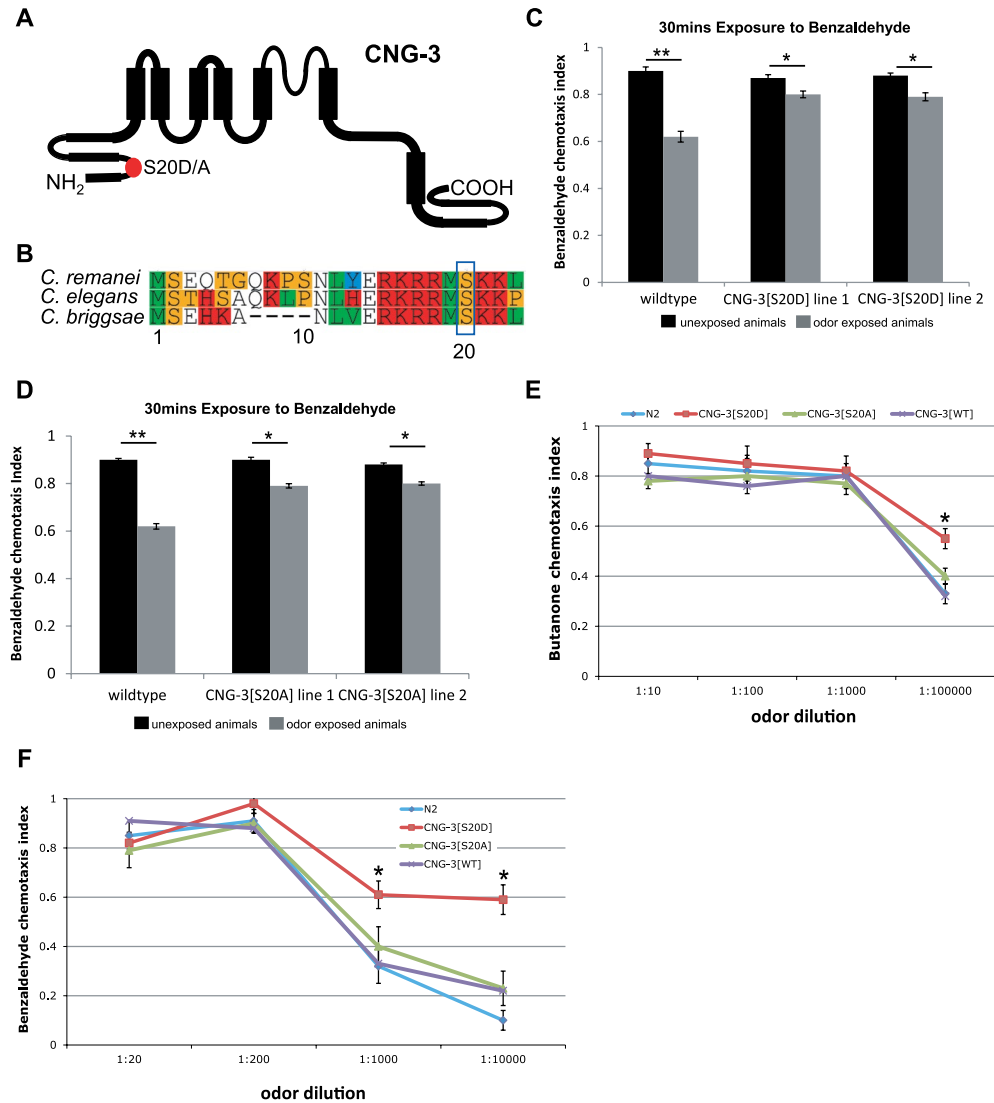 A
CNG-3
S20D/A
NH2
COOH
B
C. remanei MSEQTGQKPSNLYERKRRMSKKL
C. elegans MSTHSAQKLPNLHERKRRMSKKP
C. briggsae MSEHKA----NLVERKRRMSKKL
1 10 20
C
30mins Exposure to Benzaldehyde
Benzaldehyde chemotaxis index
1
0.8
0.6
0.4
0.2
0
** * *
wildtype CNG-3[S20D] line 1 CNG-3[S20D] line 2
unexposed animals odor exposed animals
D
30mins Exposure to Benzaldehyde
Benzaldehyde chemotaxis index
1
0.8
0.6
0.4
0.2
0
** * *
wildtype CNG-3[S20A] line 1 CNG-3[S20A] line 2
unexposed animals odor exposed animals
E
N2 CNG-3[S20D] CNG-3[S20A] CNG-3[WT]
Butanone chemotaxis index
1
0.8
0.6
0.4
0.2
0
*
1:10 1:100 1:1000 1:100000
odor dilution
F
Benzaldehyde chemotaxis index
1
0.8
0.6
0.4
0.2
0
N2
CNG-3[S20D]
CNG-3[S20A]
CNG-3[WT]
* *
1:20 1:200 1:1000 1:10000
odor dilution